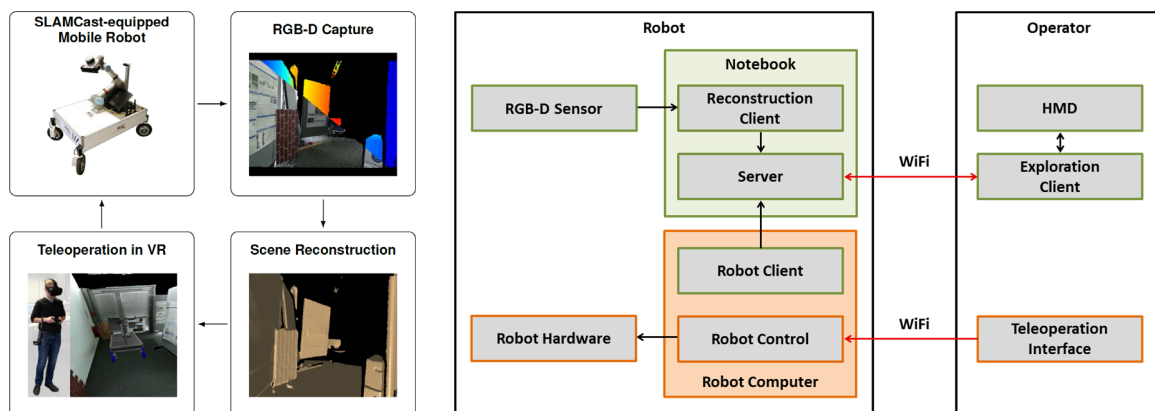 SLAMCast-equipped
Mobile Robot
RGB-D Capture
Teleoperation in VR
Scene Reconstruction
Robot
Operator
Notebook
RGB-D Sensor
Reconstruction
Client
HMD
Server
WiFi
Exploration
Client
Robot Client
Robot Hardware
Robot Control
WiFi
Teleoperation
Interface
Robot Computer